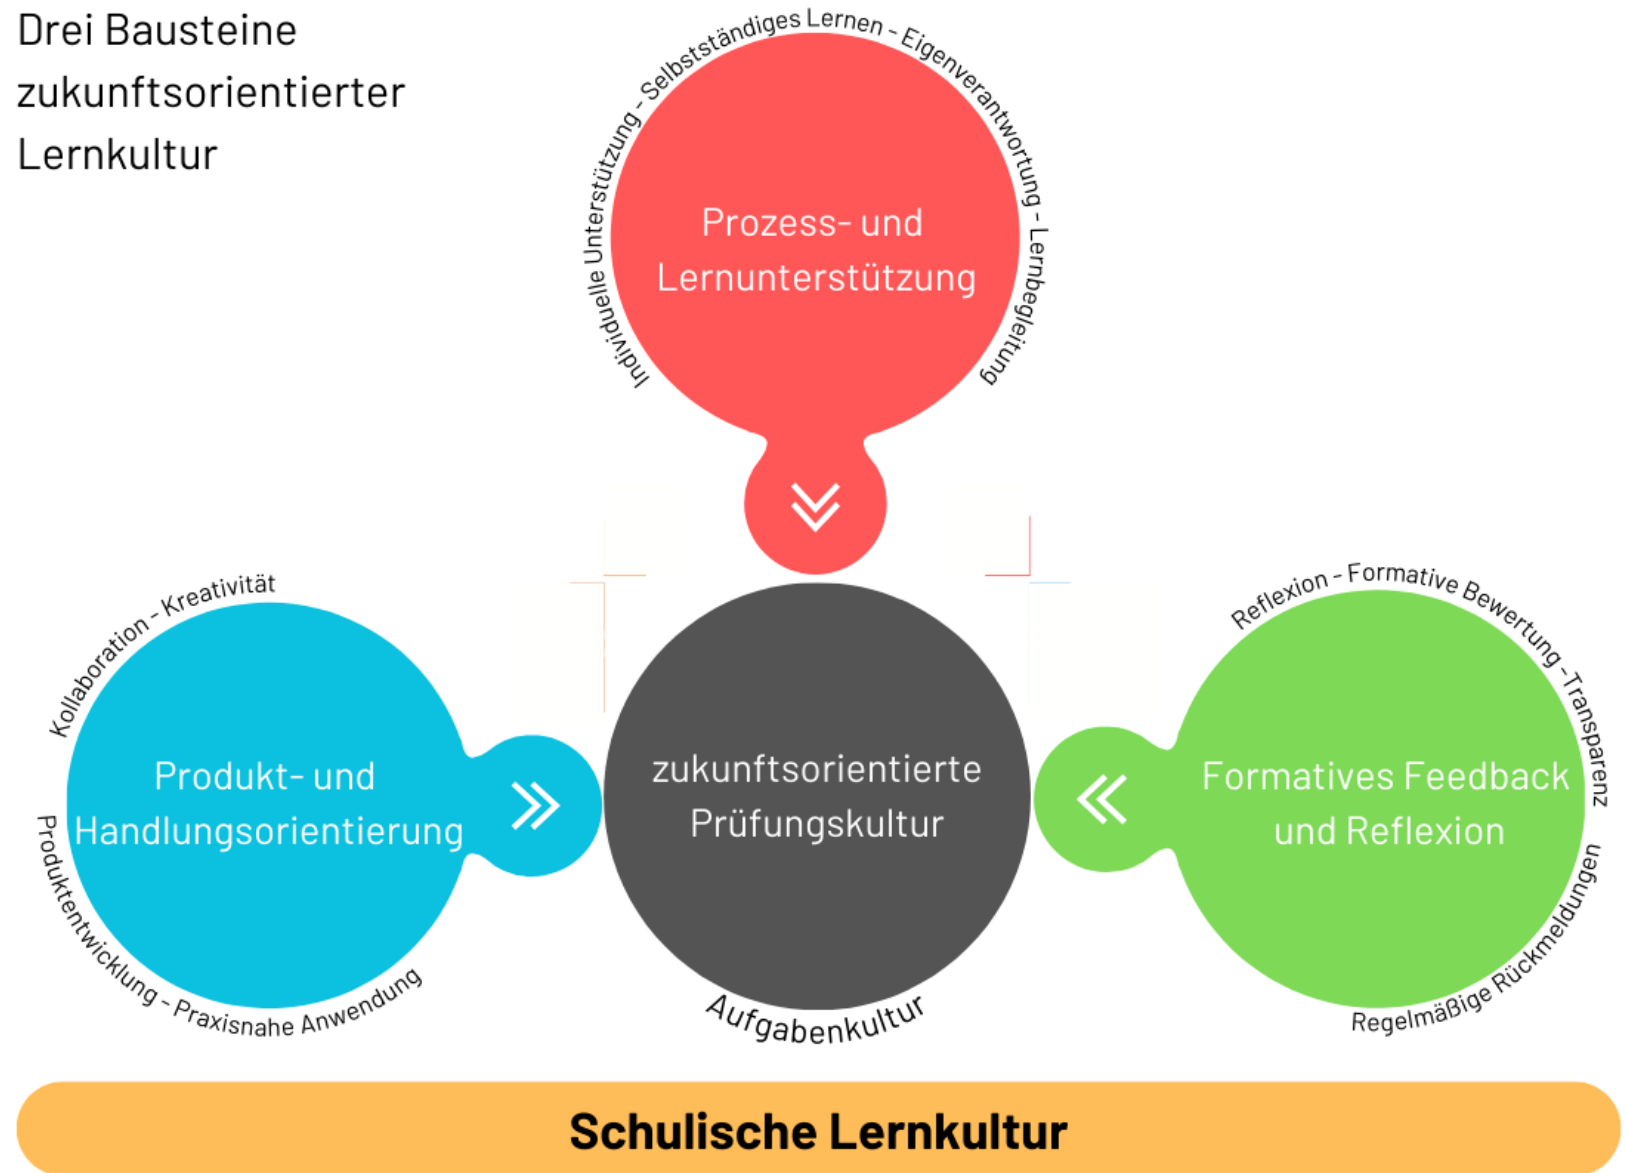 Drei Bausteine
zukunftsorientierter
Lernkultur
Individuelle Unterstützung - Selbstständiges Lernen - Eigenverantwortung - Lernbegleitung
Prozess- und
Lernunterstützung
Kollaboration - Kreativität
Produkt- und
Handlungsorientierung
Produktentwicklung - Praxisnahe Anwendung
zukunftsorientierte
Prüfungskultur
Aufgabenkultur
Reflexion - Formative Bewertung -Transparenz
Formatives Feedback
und Reflexion
Regelmäßige Rückmeldungen
Schulische Lernkultur